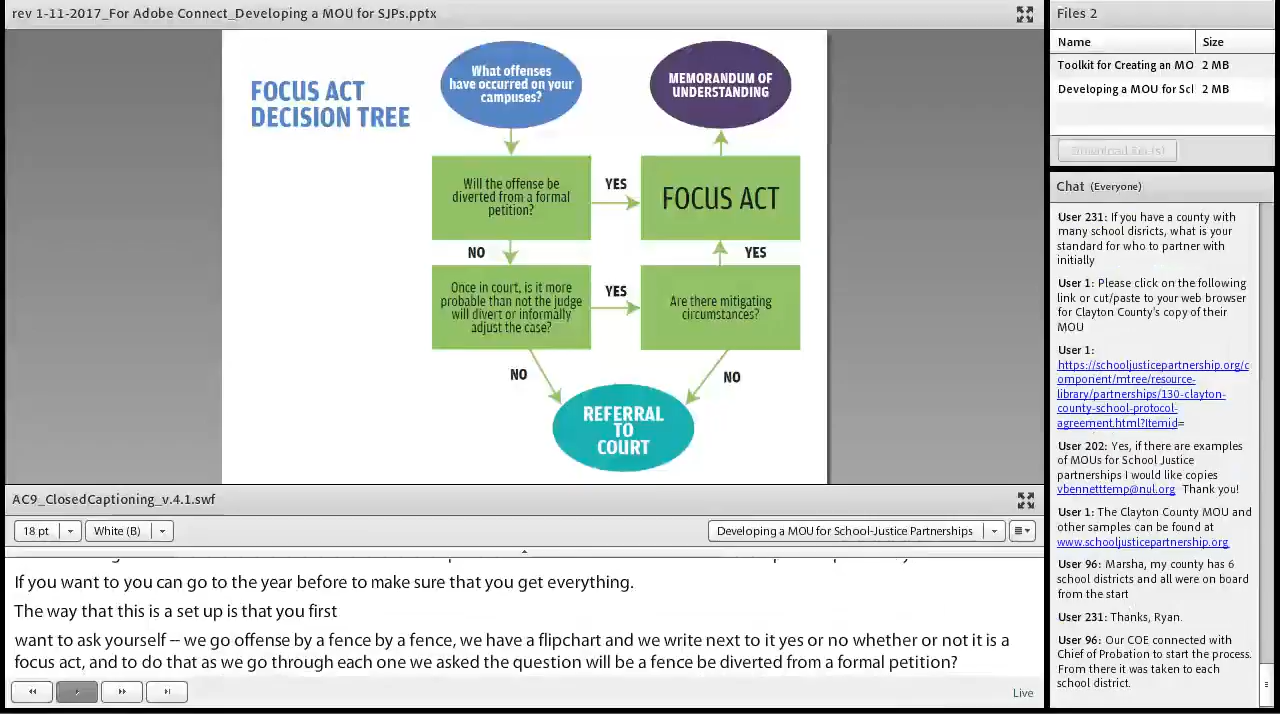 rev 1-11-2017_For Adobe Connect_Developing a MOU for SJPs.pptx
FOCUS ACT
DECISION TREE
What offenses
have occurred on your
campuses?
MEMORANDUM OF
UNDERSTANDING
Will the offense be
diverted from a formal
petition?
YES
FOCUS ACT
NO
YES
Once in court, is it more
probable than not the judge
will divert or informally
adjust the case?
YES
Are there mitigating
circumstances?
NO
NO
REFERRAL
TO
COURT
AC9_ClosedCaptioning_v.4.1.swf
18 pt
White (B)
Developing a MOU for School-Justice Partnerships
If you want to you can go to the year before to make sure that you get everything.
The way that this is a set up is that you first
want to ask yourself -- we go offense by a fence by a fence, we have a flipchart and we write next to it yes or no whether or not it is a
focus act, and to do that as we go through each one we asked the question will be a fence be diverted from a formal petition?
Live
Files 2
Name Size
Toolkit for Creating an MO 2 MB
Developing a MOU for Scl 2 MB
Download File(s)
Chat (Everyone)
User 231: If you have a county with
many school disricts, what is your
standard for who to partner with
initially
User 1: Please click on the following
link or cut/paste to your web browser
for Clayton County's copy of their
MOU
User 1:
https://schooljusticepartnership.org/c
omponent/mtree/resource-
library/partnerships/130-clayton-
county-school-protocol-
agreement.html?Itemid=
User 202: Yes, if there are examples
of MOUs for School Justice
partnerships I would like copies
vbennetttemp@nul.org Thank you!
User 1: The Clayton County MOU and
other samples can be found at
www.schooljusticepartnership.org
User 96: Marsha, my county has 6
school districts and all were on board
from the start
User 231: Thanks, Ryan.
User 96: Our COE connected with
Chief of Probation to start the process.
From there it was taken to each
school district.